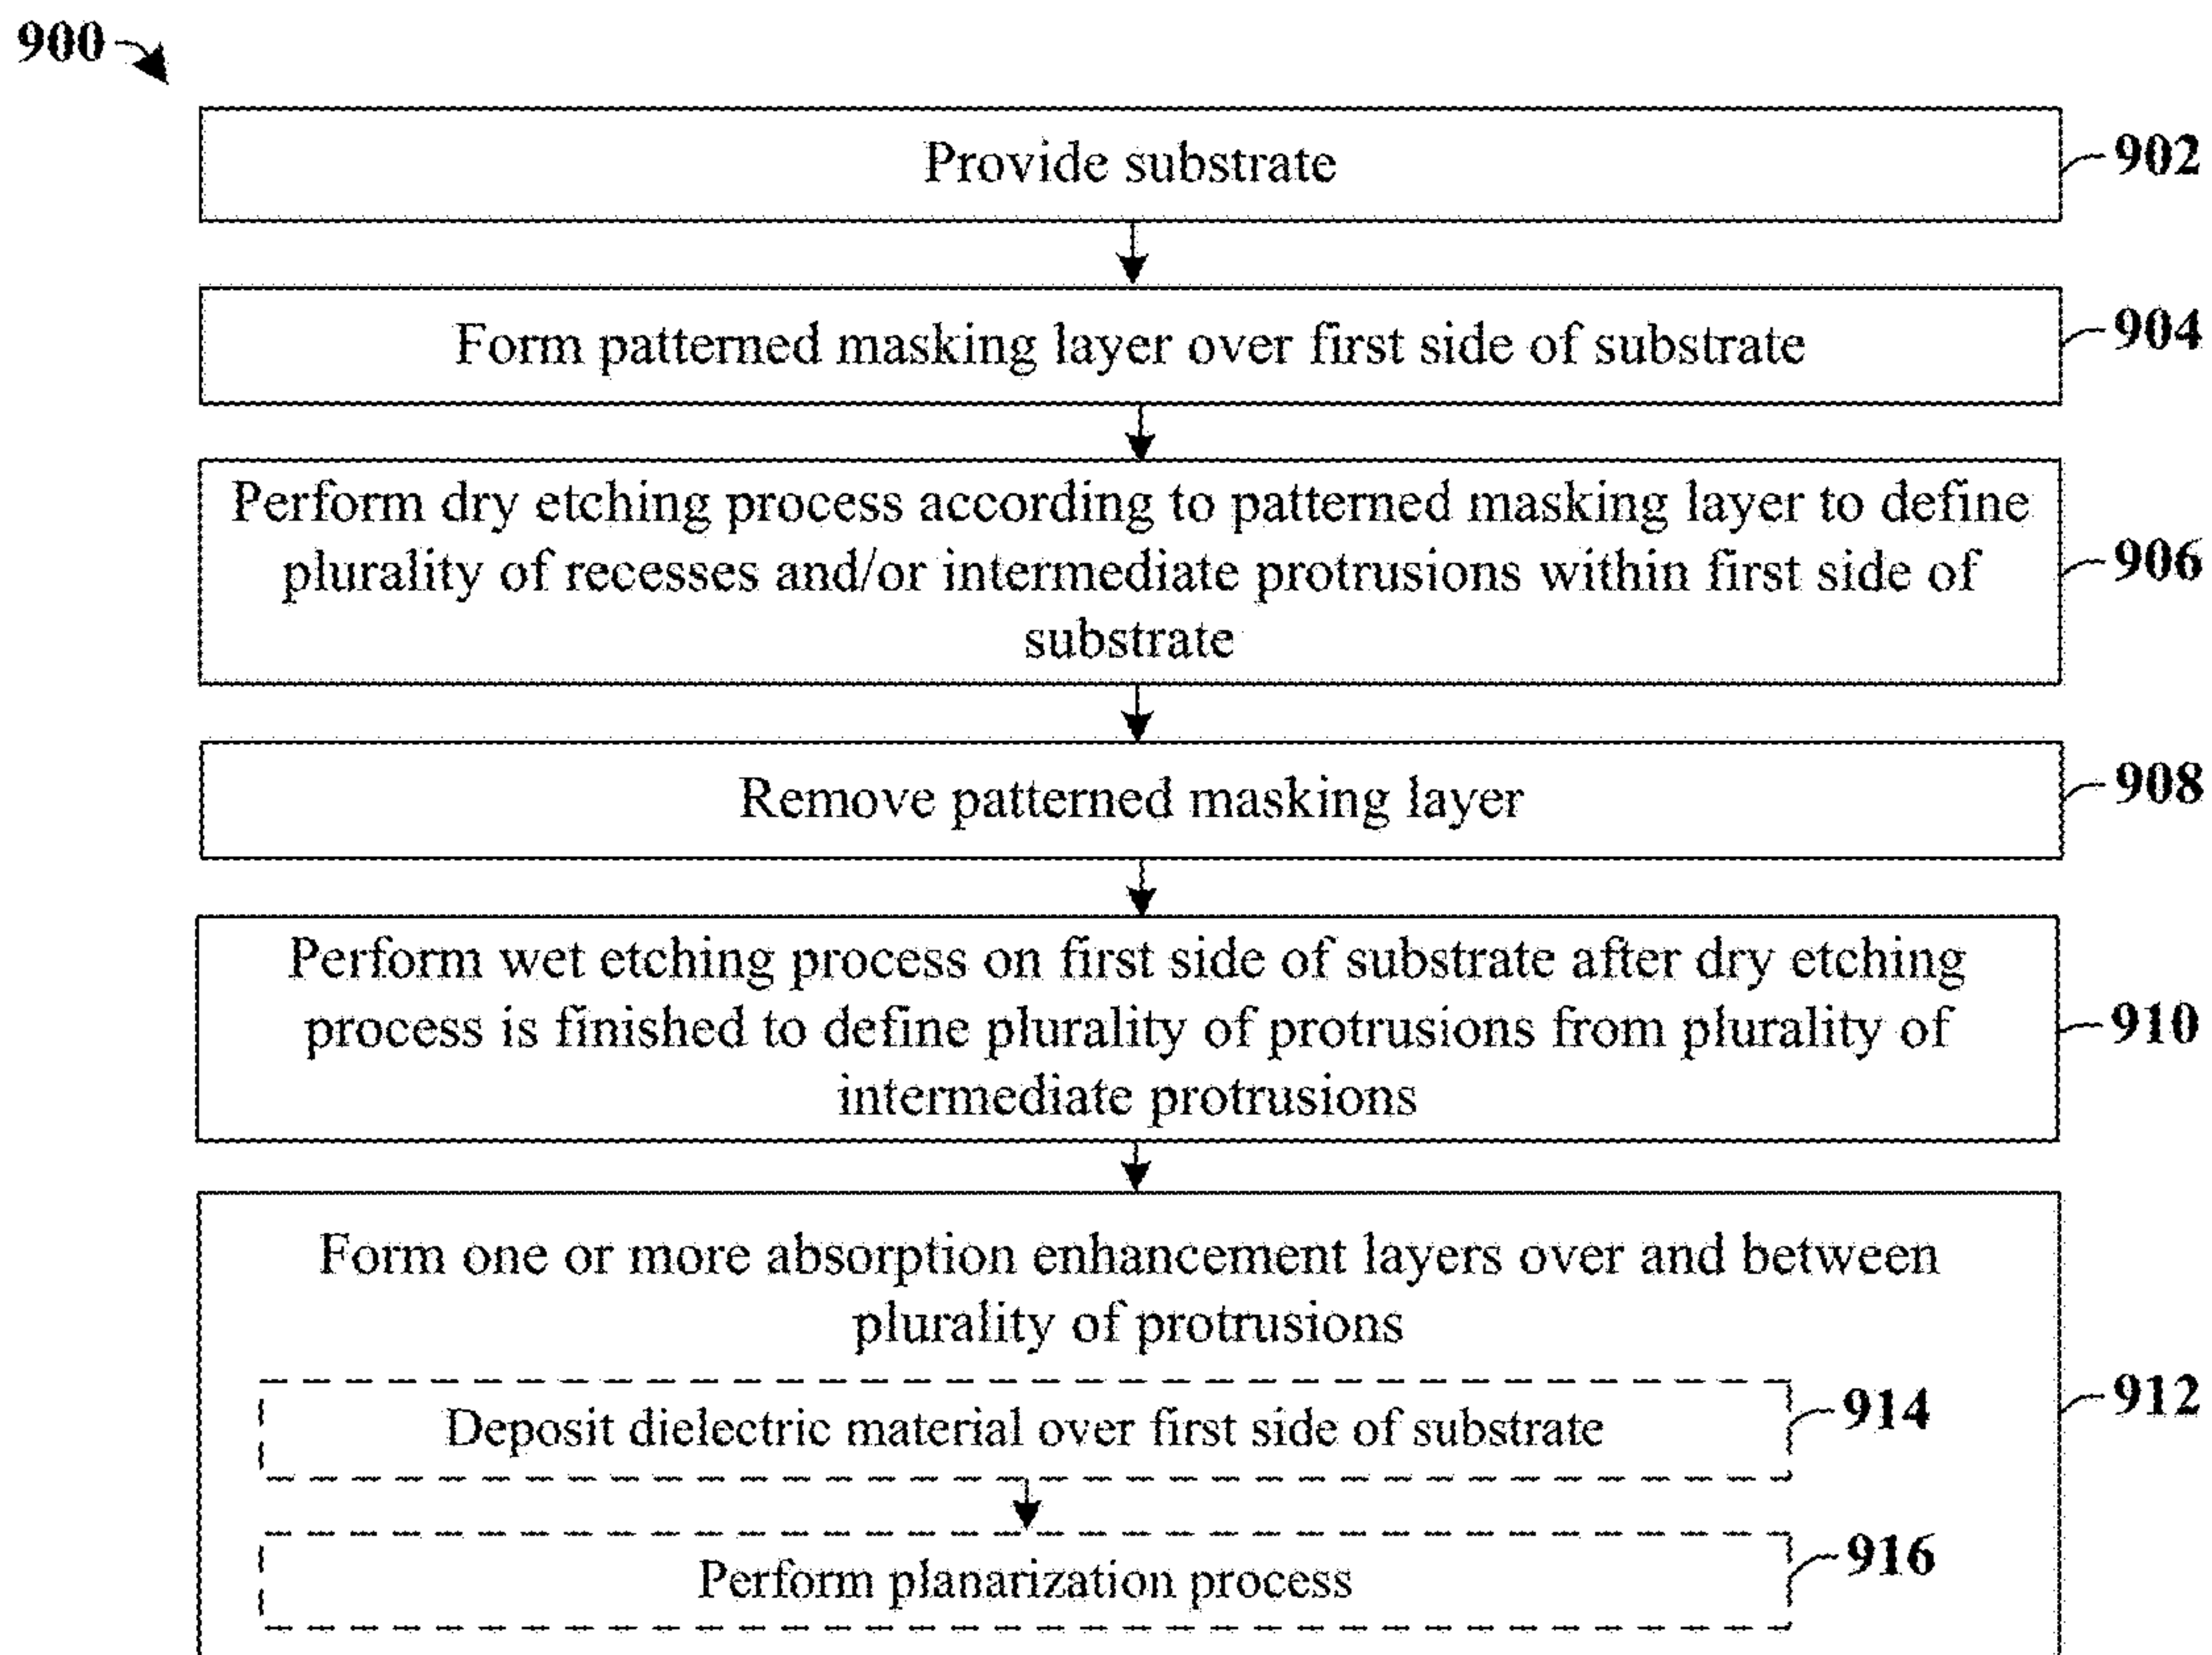 900
Provide substrate
902
Form patterned masking layer over first side of substrate
904
Perform dry etching process according to patterned masking layer to define
plurality of recesses and/or intermediate protrusions within first side of
substrate
906
Remove patterned masking layer
908
Perform wet etching process on first side of substrate after dry etching
process is finished to define plurality of protrusions from plurality of
intermediate protrusions
910
Form one or more absorption enhancement layers over and between
plurality of protrusions
912
Deposit dielectric material over first side of substrate
914
Perform planarization process
916